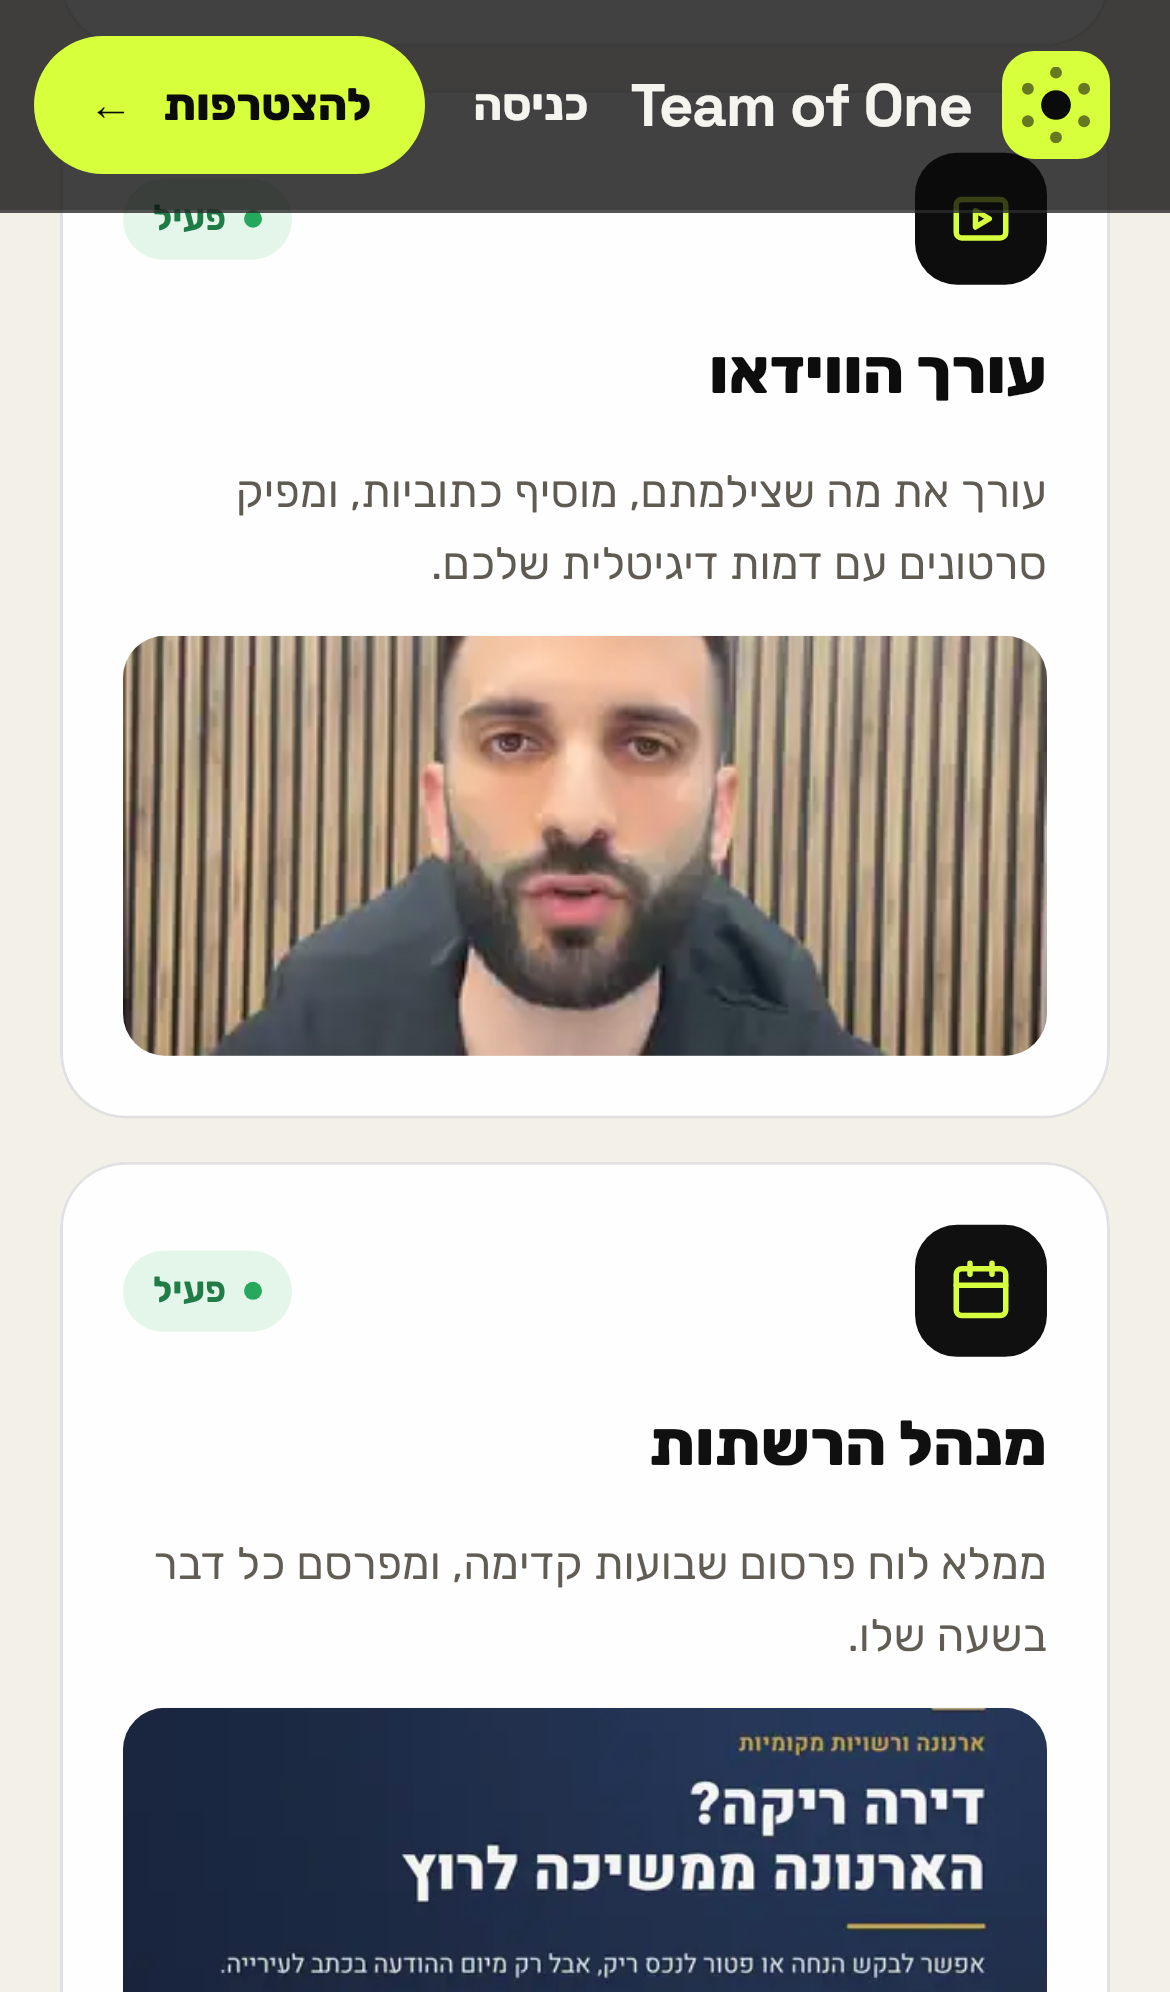 Team of One
כניסה
להצטרפות ←
פעיל
עורך הווידאו
עורך את מה שצילמתם, מוסיף כתוביות, ומפיק
סרטונים עם דמות דיגיטלית שלכם.
פעיל
מנהל הרשתות
ממלא לוח פרסום שבועות קדימה, ומפרסם כל דבר
בשעה שלו.
ארנונה ורשויות מקומיות
דירה ריקה?
הארנונה ממשיכה לרוץ
אפשר לבקש הנחה או פטור לנכס ריק, אבל רק מיום ההודעה בכתב לעירייה.